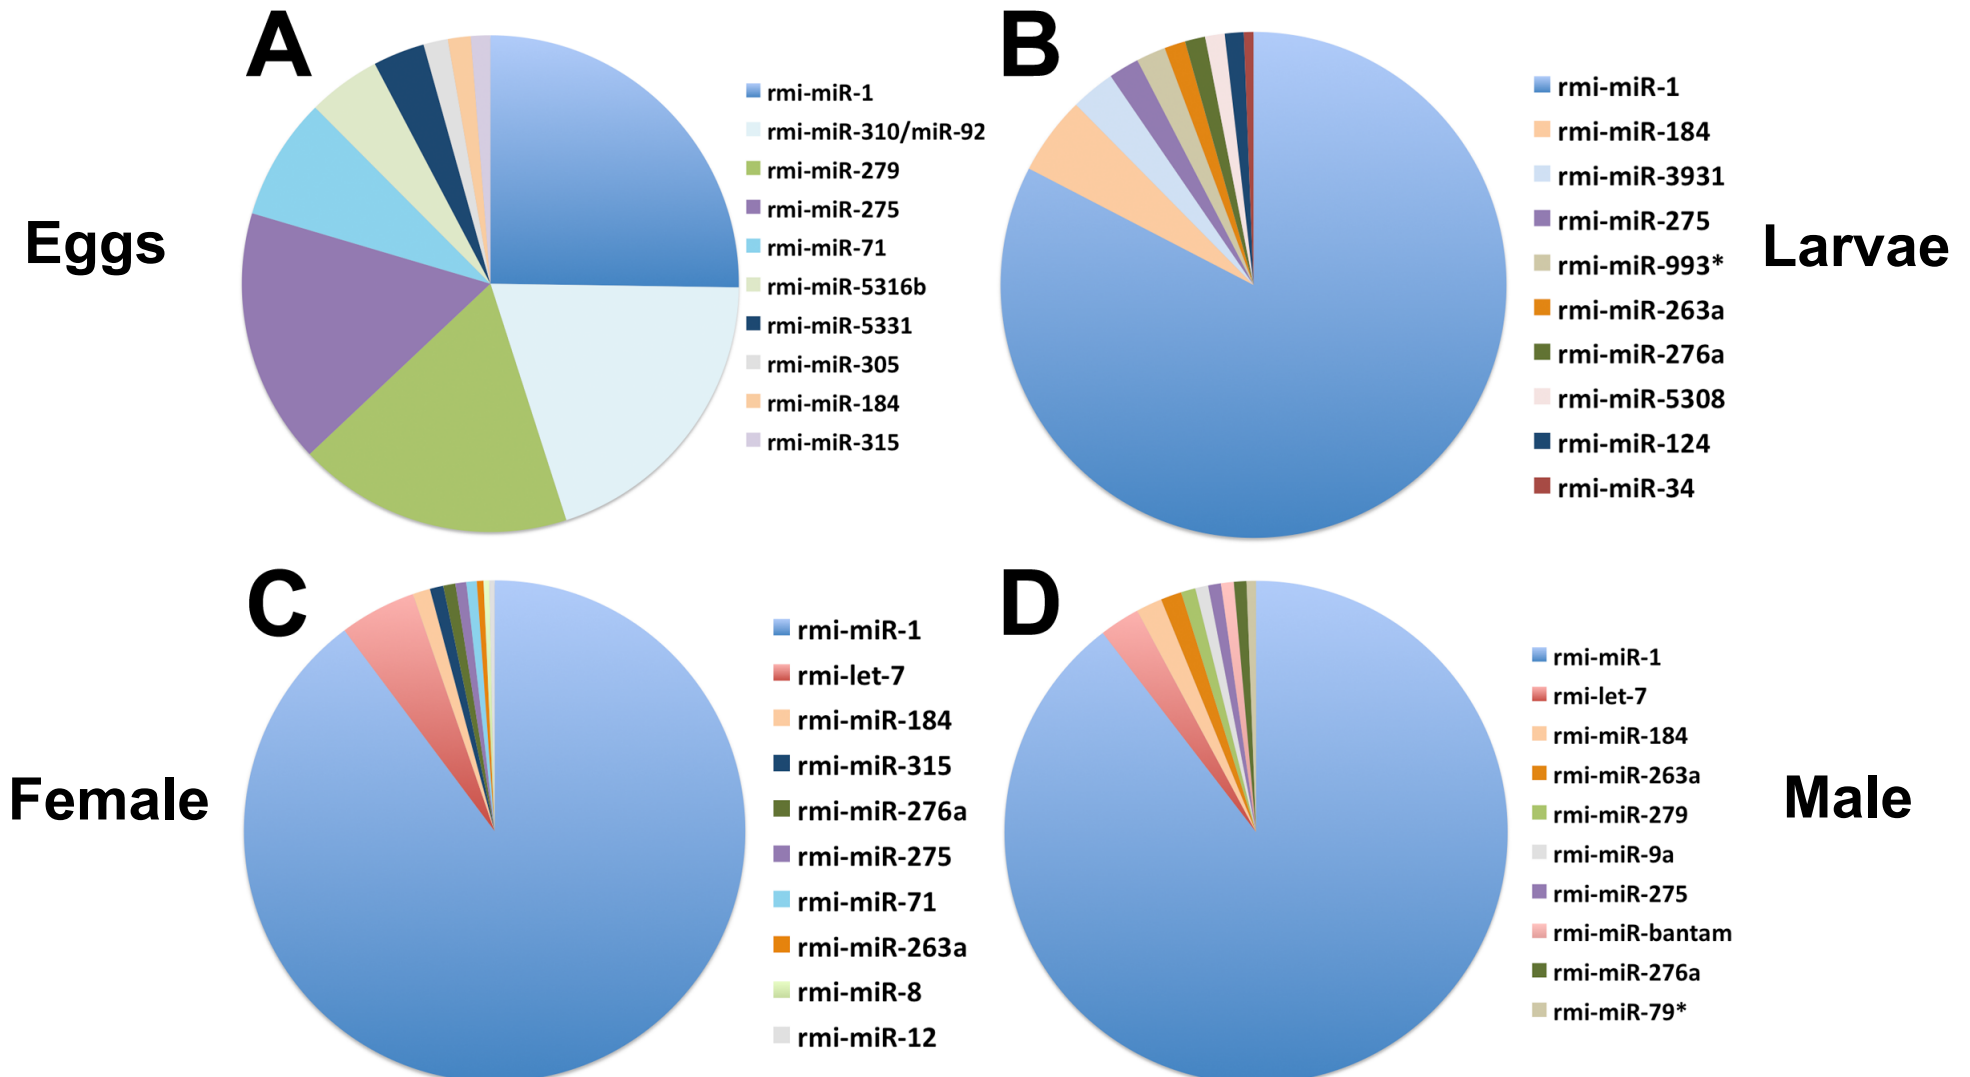 A
Eggs
rmi-miR-1
rmi-miR-310/miR-92
rmi-miR-279
rmi-miR-275
rmi-miR-71
rmi-miR-5316b
rmi-miR-5331
rmi-miR-305
rmi-miR-184
rmi-miR-315
B
Larvae
rmi-miR-1
rmi-miR-184
rmi-miR-3931
rmi-miR-275
rmi-miR-993*
rmi-miR-263a
rmi-miR-276a
rmi-miR-5308
rmi-miR-124
rmi-miR-34
C
Female
rmi-miR-1
rmi-let-7
rmi-miR-184
rmi-miR-315
rmi-miR-276a
rmi-miR-275
rmi-miR-71
rmi-miR-263a
rmi-miR-8
rmi-miR-12
D
Male
rmi-miR-1
rmi-let-7
rmi-miR-184
rmi-miR-263a
rmi-miR-279
rmi-miR-9a
rmi-miR-275
rmi-miR-bantam
rmi-miR-276a
rmi-miR-79*